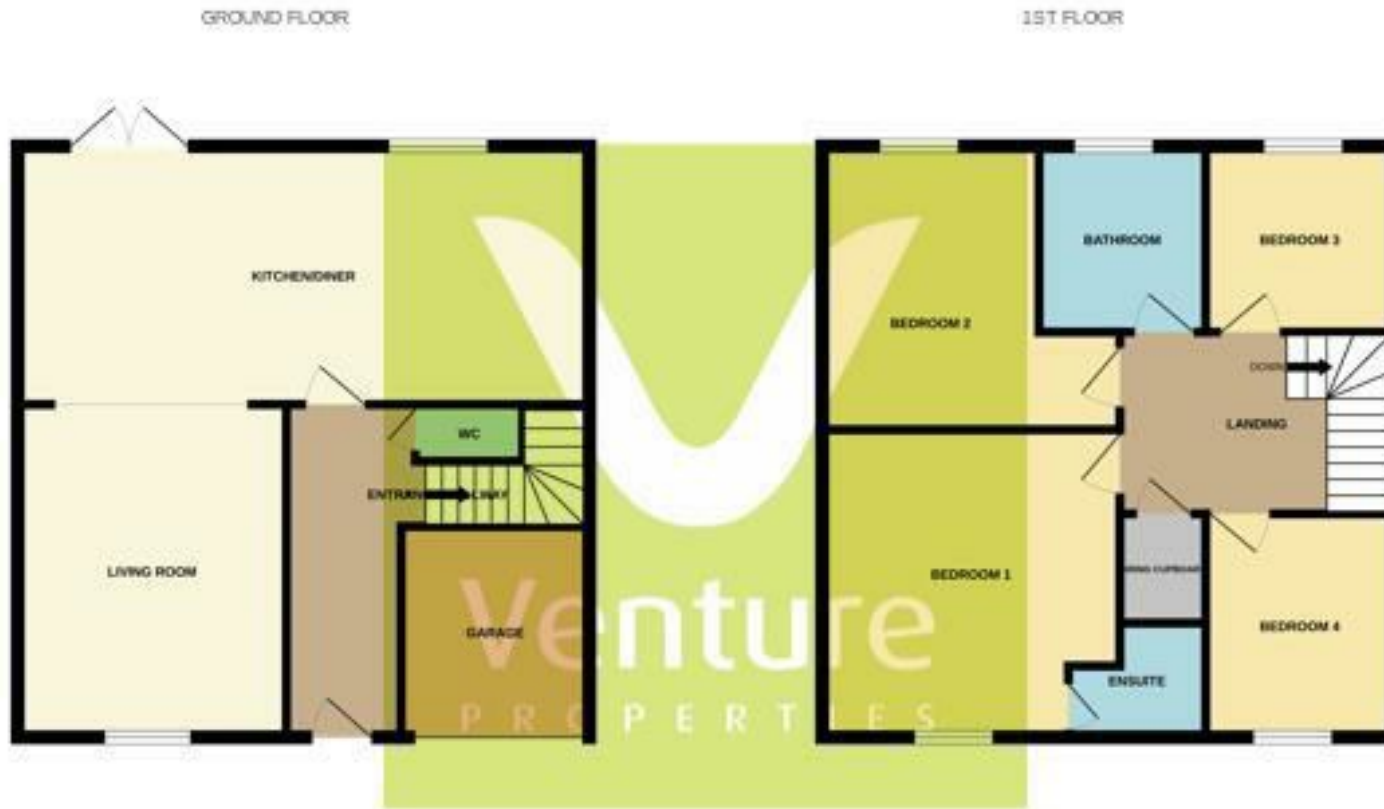 GROUND FLOOR
1ST FLOOR
KITCHEN/DINER
WC
LIVING ROOM
GARAGE
BATHROOM
BEDROOM 3
BEDROOM 2
DOWN
LANDING
BEDROOM 1
CUPBOARD
BEDROOM 4
ENSUITE
Venture
PROPERTIES